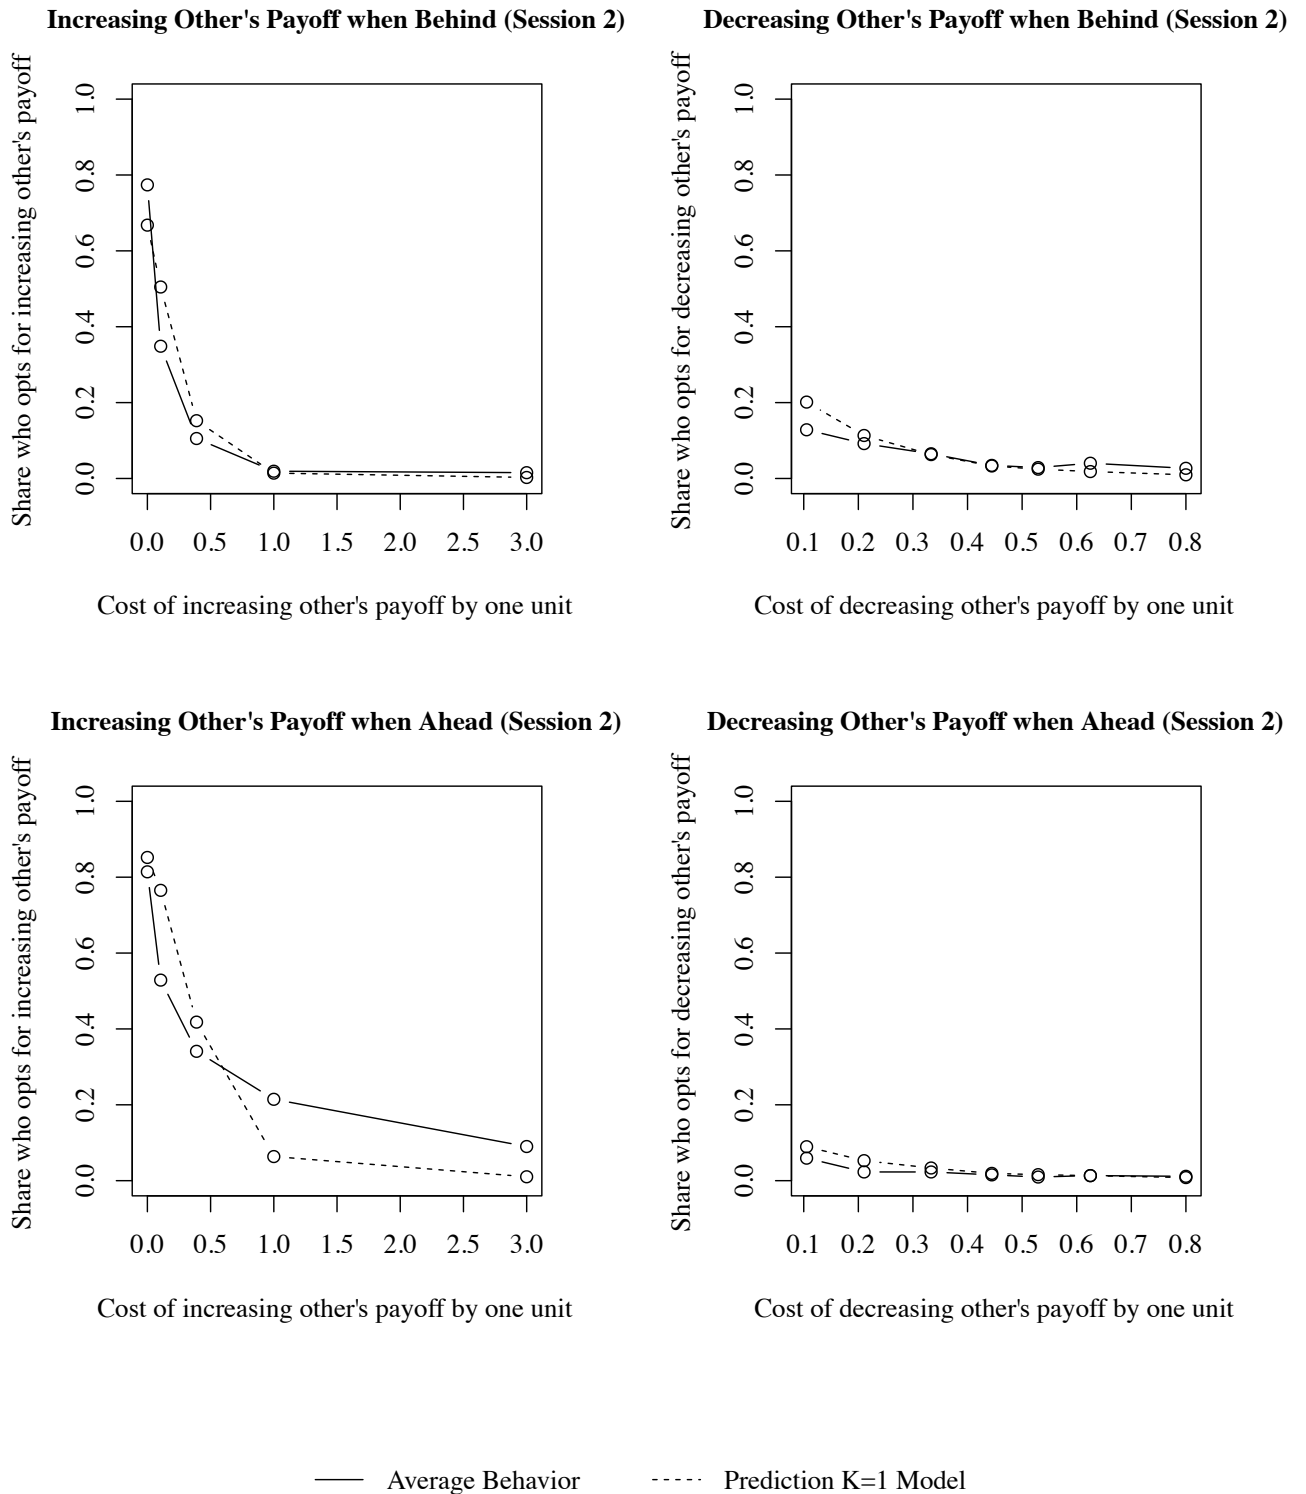 Increasing Other's Payoff when Behind (Session 2)
Share who opts for increasing other's payoff
1.0
0.8
0.6
0.4
0.2
0.0
0.0 0.5 1.0 1.5 2.0 2.5 3.0
Cost of increasing other's payoff by one unit
Decreasing Other's Payoff when Behind (Session 2)
Share who opts for decreasing other's payoff
1.0
0.8
0.6
0.4
0.2
0.0
0.1 0.2 0.3 0.4 0.5 0.6 0.7 0.8
Cost of decreasing other's payoff by one unit
Increasing Other's Payoff when Ahead (Session 2)
Share who opts for increasing other's payoff
1.0
0.8
0.6
0.4
0.2
0.0
0.0 0.5 1.0 1.5 2.0 2.5 3.0
Cost of increasing other's payoff by one unit
Decreasing Other's Payoff when Ahead (Session 2)
Share who opts for decreasing other's payoff
1.0
0.8
0.6
0.4
0.2
0.0
0.1 0.2 0.3 0.4 0.5 0.6 0.7 0.8
Cost of decreasing other's payoff by one unit
Average Behavior
Prediction K=1 Model